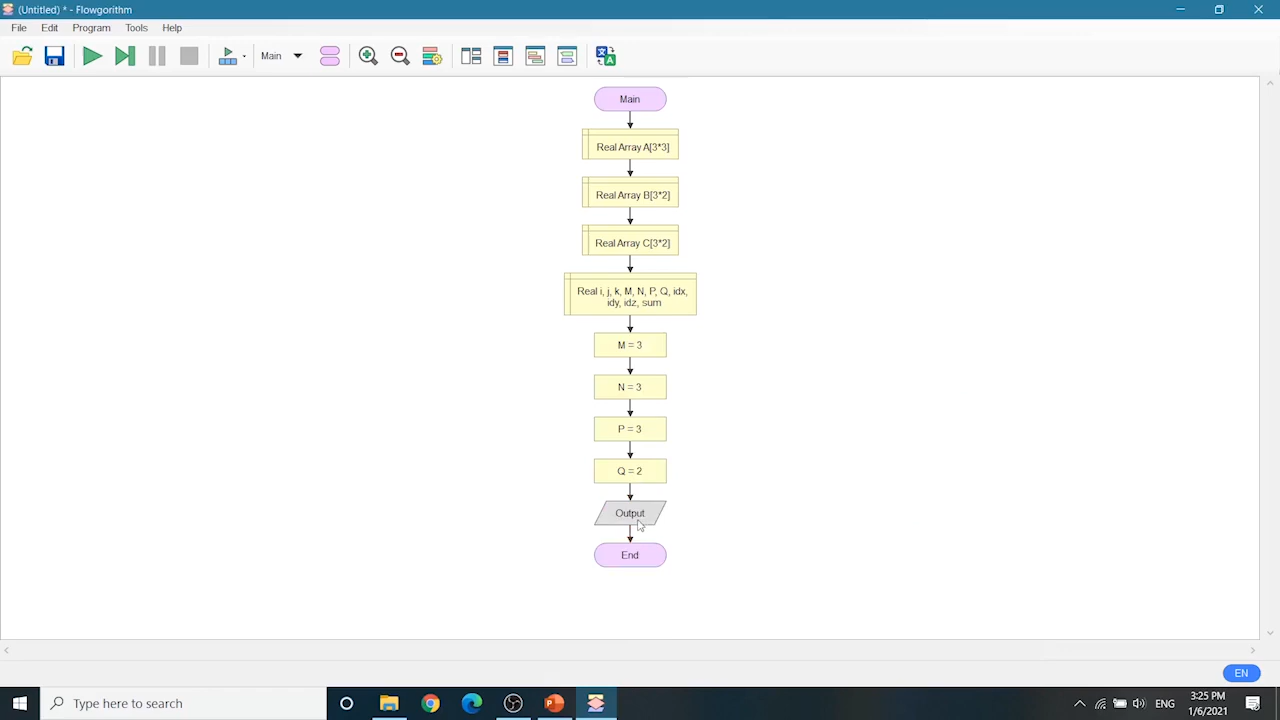 (Untitled) * - Flowgorithm
File Edit Program Tools Help
Main
Main
Real Array A[3*3]
Real Array B[3*2]
Real Array C[3*2]
Real i, j, k, M, N, P, Q, idx,
idy, idz, sum
M = 3
N = 3
P = 3
Q = 2
Output
End
EN
Type here to search
ENG
3:25 PM
1/6/2021